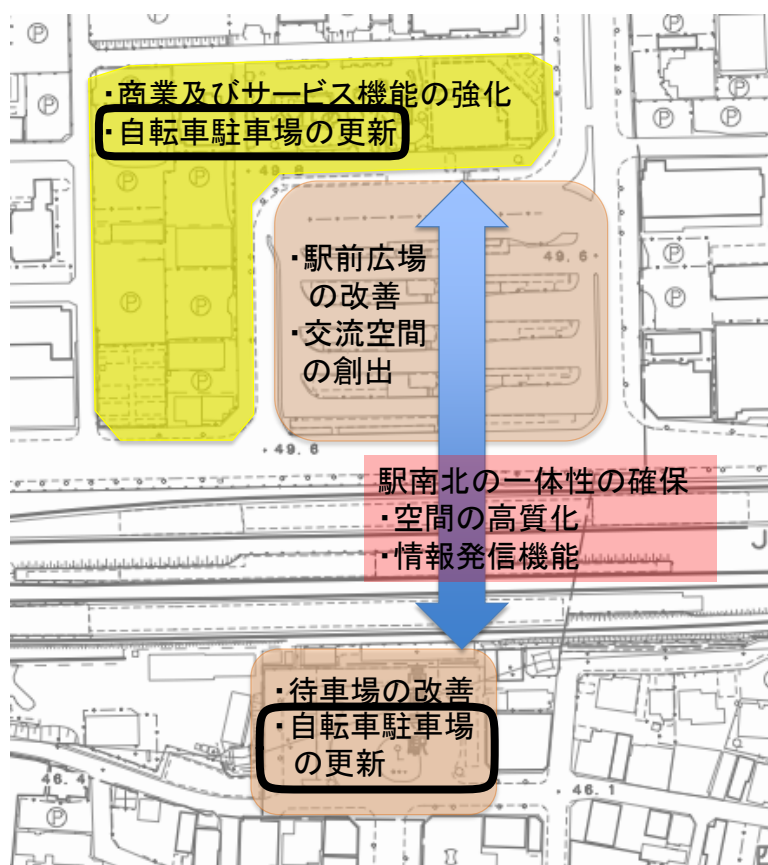 ・商業及びサービス機能の強化
・自転車駐車場の更新
49.8
・駅前広場
の改善
・交流空間
の創出
49.6
49.6
駅南北の一体性の確保
・空間の高質化
・情報発信機能
J
・待車場の改善
・自転車駐車場
の更新
46.4
46.1
P
P
P
P
P
P
P
P
P
P
P
P
P